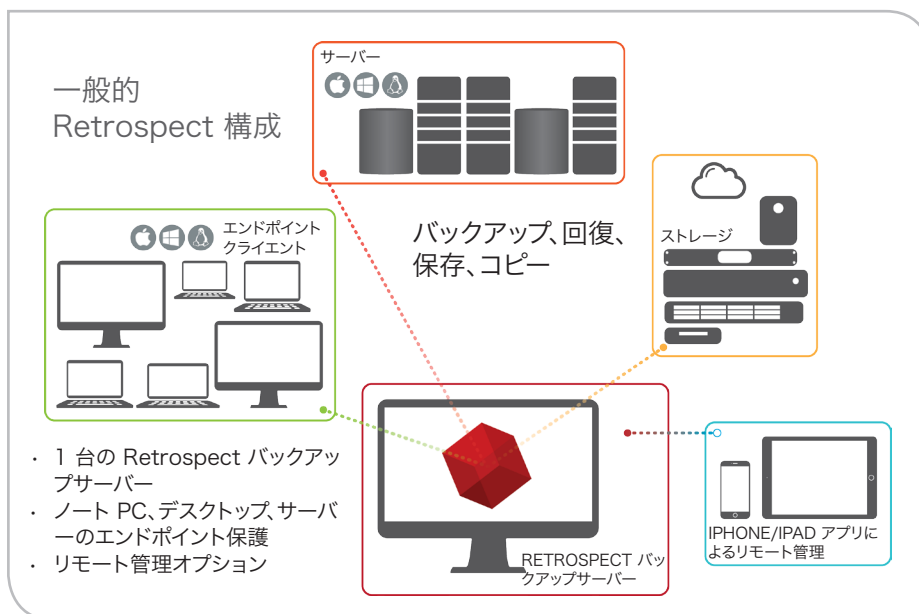 一般的
Retrospect 構成
サーバー
エンドポイント
クライエント
バックアップ、回復、
保存、コピー
ストレージ
・ 1 台の Retrospect バックアッ
プサーバー
・ ノート PC、デスクトップ、サーバ
ーのエンドポイント保護
・ リモート管理オプション
RETROSPECT バッ
クアップサーバー
IPHONE/IPAD アプリに
よるリモート管理